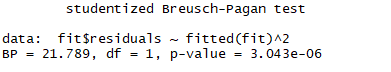 studentized Breusch-Pagan test
data:  fit$residuals ~ fitted(fit)^2
BP = 21.789, df = 1, p-value = 3.043e-06